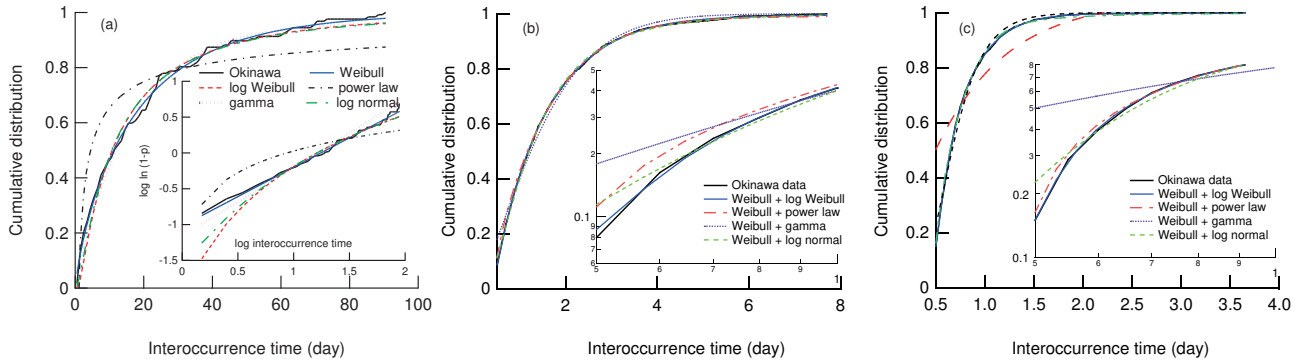 (a)
Cumulative distribution
1
0.8
0.6
0.4
0.2
0
0 20 40 60 80 100
Interoccurrence time (day)
Okinawa
log Weibull
gamma
Weibull
power law
log normal
log ln (1-p)
1
0.5
0
-0.5
-1
-1.5
0 0.5 1 1.5 2
log interoccurrence time
(b)
Cumulative distribution
1
0.8
0.6
0.4
0.2
0
2 4 6 8
Interoccurrence time (day)
5
4
3
2
0.1
9
8
7
6
5 6 7 8 9 1
Okinawa data
Weibull + log Weibull
Weibull + power law
Weibull + gamma
Weibull + log normal
(c)
Cumulative distribution
1
0.8
0.6
0.4
0.2
0
0.5 1.0 1.5 2.0 2.5 3.0 3.5 4.0
Interoccurrence time (day)
8
7
6
5
4
3
0.2
0.1
5 6 7 8 9 1
Okinawa data
Weibull + log Weibull
Weibull + power law
Weibull + gamma
Weibull + log normal